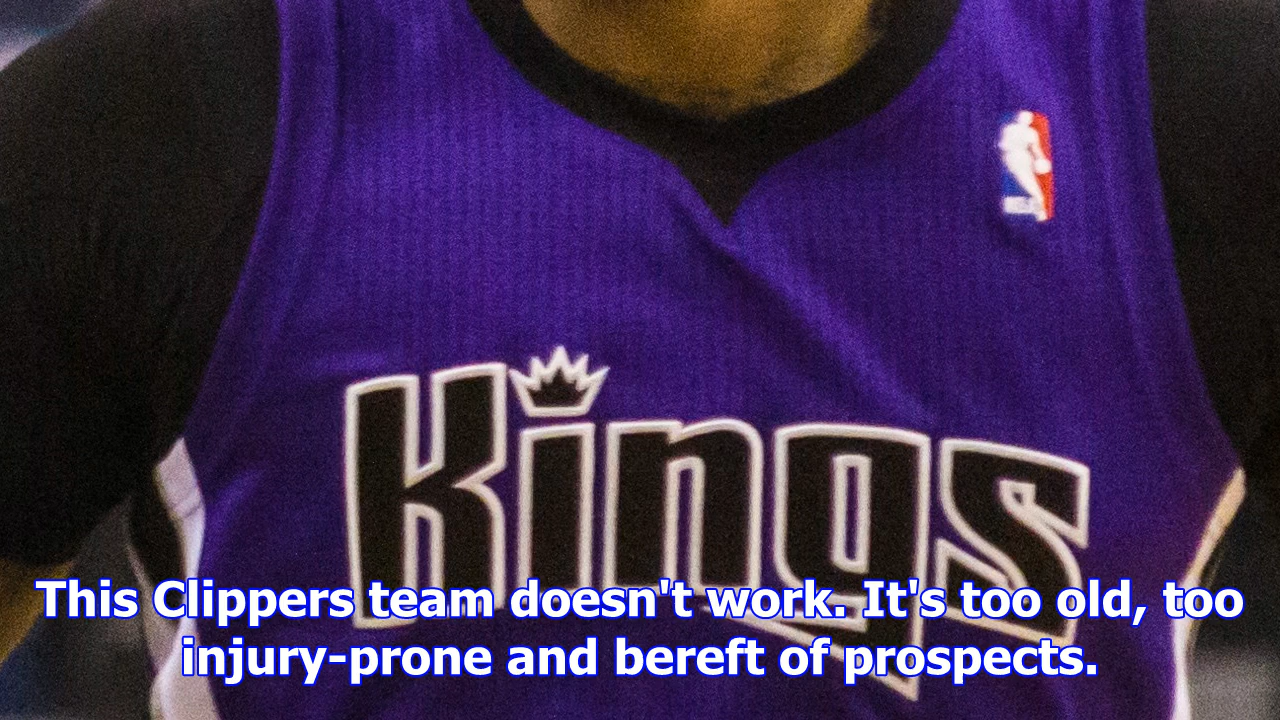 Kings
This Clippers team doesn't work. It's too old, too
injury-prone and bereft of prospects.